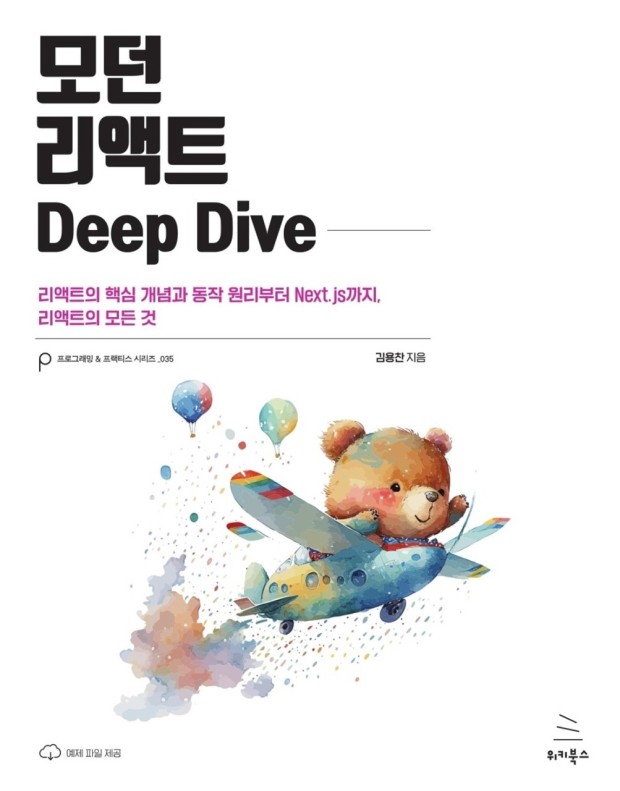 모던
리액트
Deep Dive
리액트의 핵심 개념과 동작 원리부터 Next.js까지,
리액트의 모든 것
프로그래밍 & 프랙티스 시리즈 _035
김용찬 지음
예제 파일 제공
위키북스